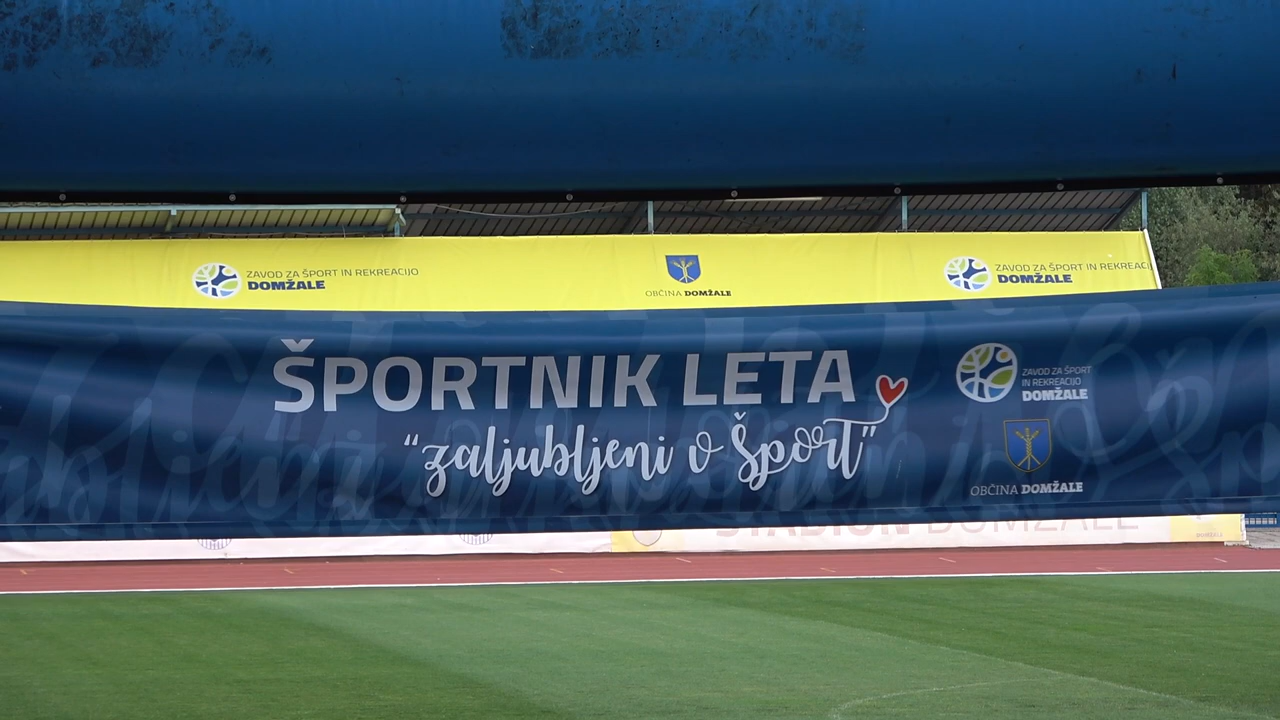 ZAVOD ZA ŠPORT IN REKREACIJO
DOMŽALE
OBČINA DOMŽALE
ZAVOD ZA ŠPORT IN REKREACIJ
DOMŽALE
ŠPORTNIK LETA
“zaljubljeni v šport”
ZAVOD ZA ŠPORT
IN REKREACIJO
DOMŽALE
OBČINA DOMŽALE
STADION DOMŽALE